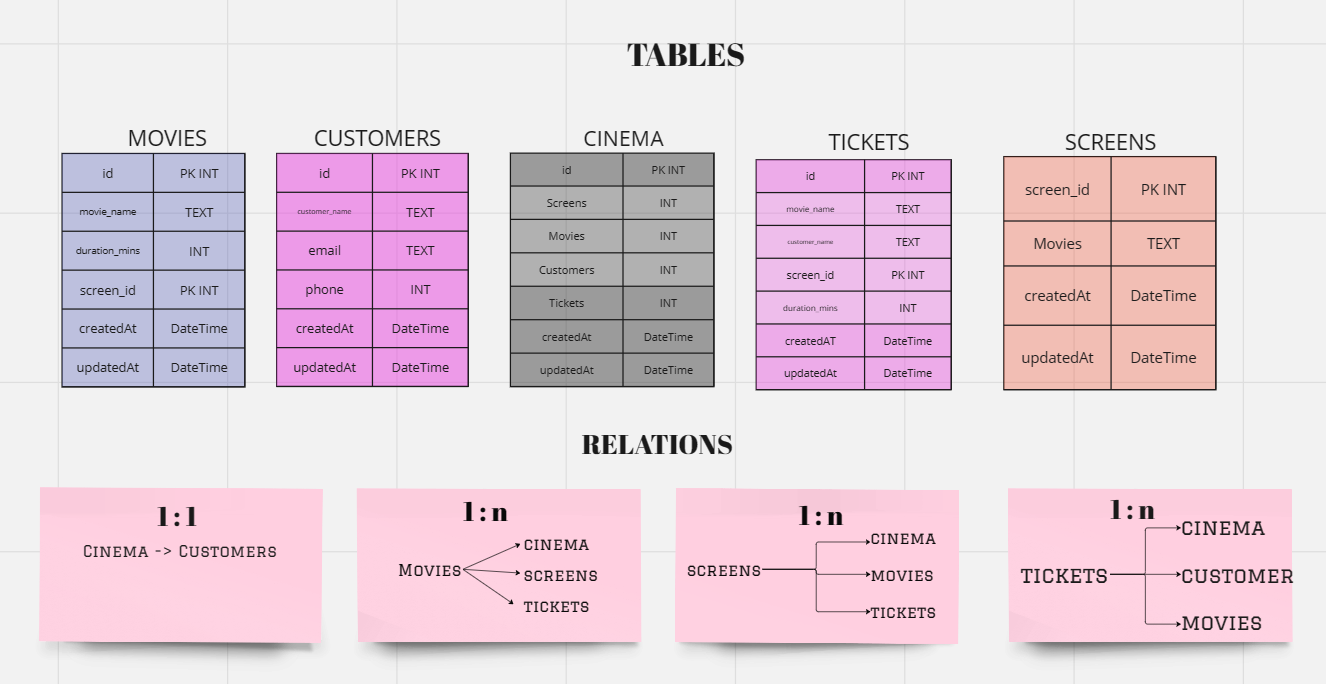 TABLES
MOVIES
id PK INT
movie_name TEXT
duration_mins INT
screen_id PK INT
createdAt DateTime
updatedAt DateTime
CUSTOMERS
id PK INT
customer_name TEXT
email TEXT
phone INT
createdAt DateTime
updatedAt DateTime
CINEMA
id PK INT
Screens INT
Movies INT
Customers INT
Tickets INT
createdAt DateTime
updatedAt DateTime
TICKETS
id PK INT
movie_name TEXT
customer_name TEXT
screen_id PK INT
duration_mins INT
createdAT DateTime
updatedAt DateTime
SCREENS
screen_id PK INT
Movies TEXT
createdAt DateTime
updatedAt DateTime
RELATIONS
1:1
Cinema -> Customers
1:n
Movies
CINEMA
SCREENS
TICKETS
1:n
SCREENS
CINEMA
MOVIES
TICKETS
1:n
TICKETS
CINEMA
CUSTOMER
MOVIES